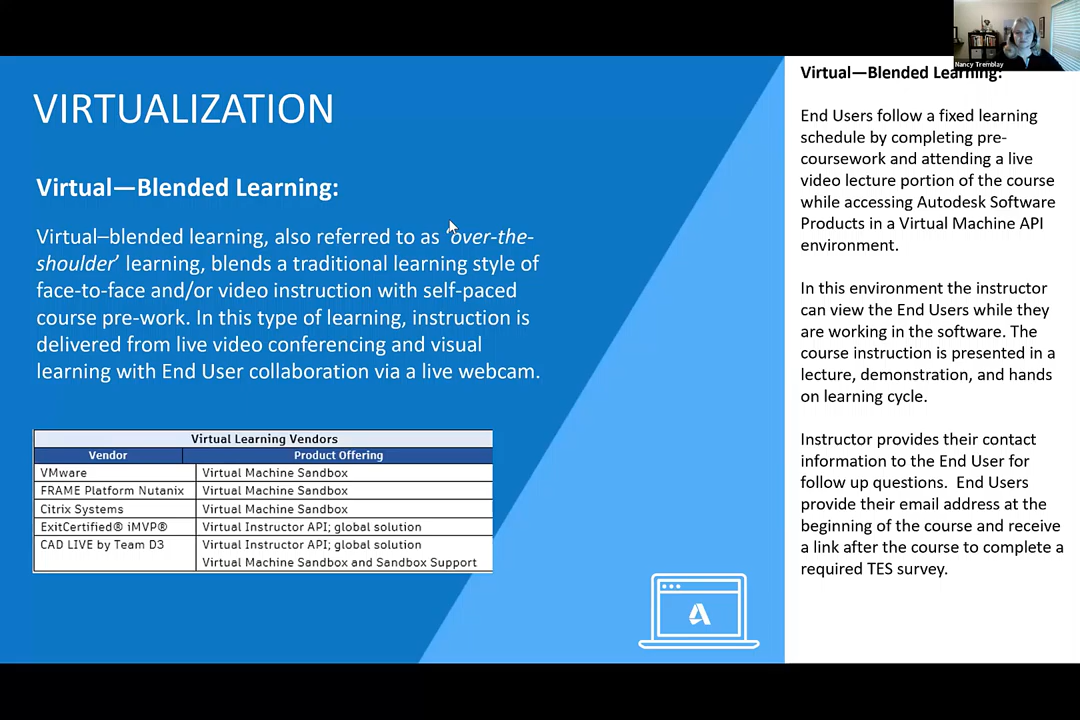 Nancy Tremblay
VIRTUALIZATION
Virtual—Blended Learning:
Virtual–blended learning, also referred to as ‘over-the-
shoulder’ learning, blends a traditional learning style of
face-to-face and/or video instruction with self-paced
course pre-work. In this type of learning, instruction is
delivered from live video conferencing and visual
learning with End User collaboration via a live webcam.
Virtual Learning Vendors
Vendor Product Offering
VMware Virtual Machine Sandbox
FRAME Platform Nutanix Virtual Machine Sandbox
Citrix Systems Virtual Machine Sandbox
ExitCertified® iMVP® Virtual Instructor API; global solution
CAD LIVE by Team D3 Virtual Instructor API; global solution
Virtual Machine Sandbox and Sandbox Support
Virtual—Blended Learning:
End Users follow a fixed learning
schedule by completing pre-
coursework and attending a live
video lecture portion of the course
while accessing Autodesk Software
Products in a Virtual Machine API
environment.
In this environment the instructor
can view the End Users while they
are working in the software. The
course instruction is presented in a
lecture, demonstration, and hands
on learning cycle.
Instructor provides their contact
information to the End User for
follow up questions.  End Users
provide their email address at the
beginning of the course and receive
a link after the course to complete a
required TES survey.